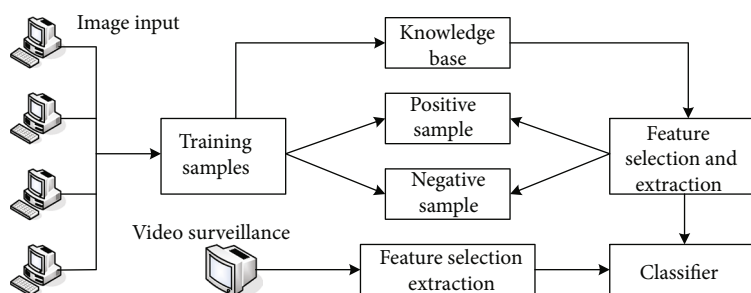 Image input
Knowledge
base
Positive
sample
Training
samples
Feature
selection and
extraction
Negative
sample
Video surveillance
Feature selection
extraction
Classifier